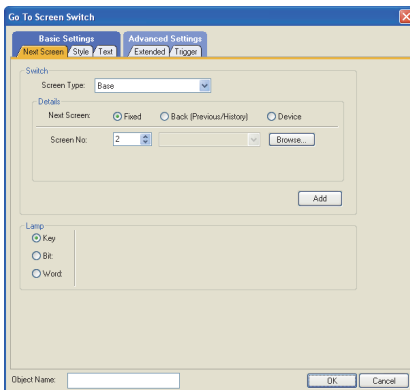 Go To Screen Switch
Basic Settings Advanced Settings
Next Screen Style Text Extended Trigger
Switch
Screen Type: Base
Details
Next Screen: Fixed Back (Previous/History) Device
Screen No: 2 Browse...
Add
Lamp
Key
Bit:
Word:
Object Name: OK Cancel